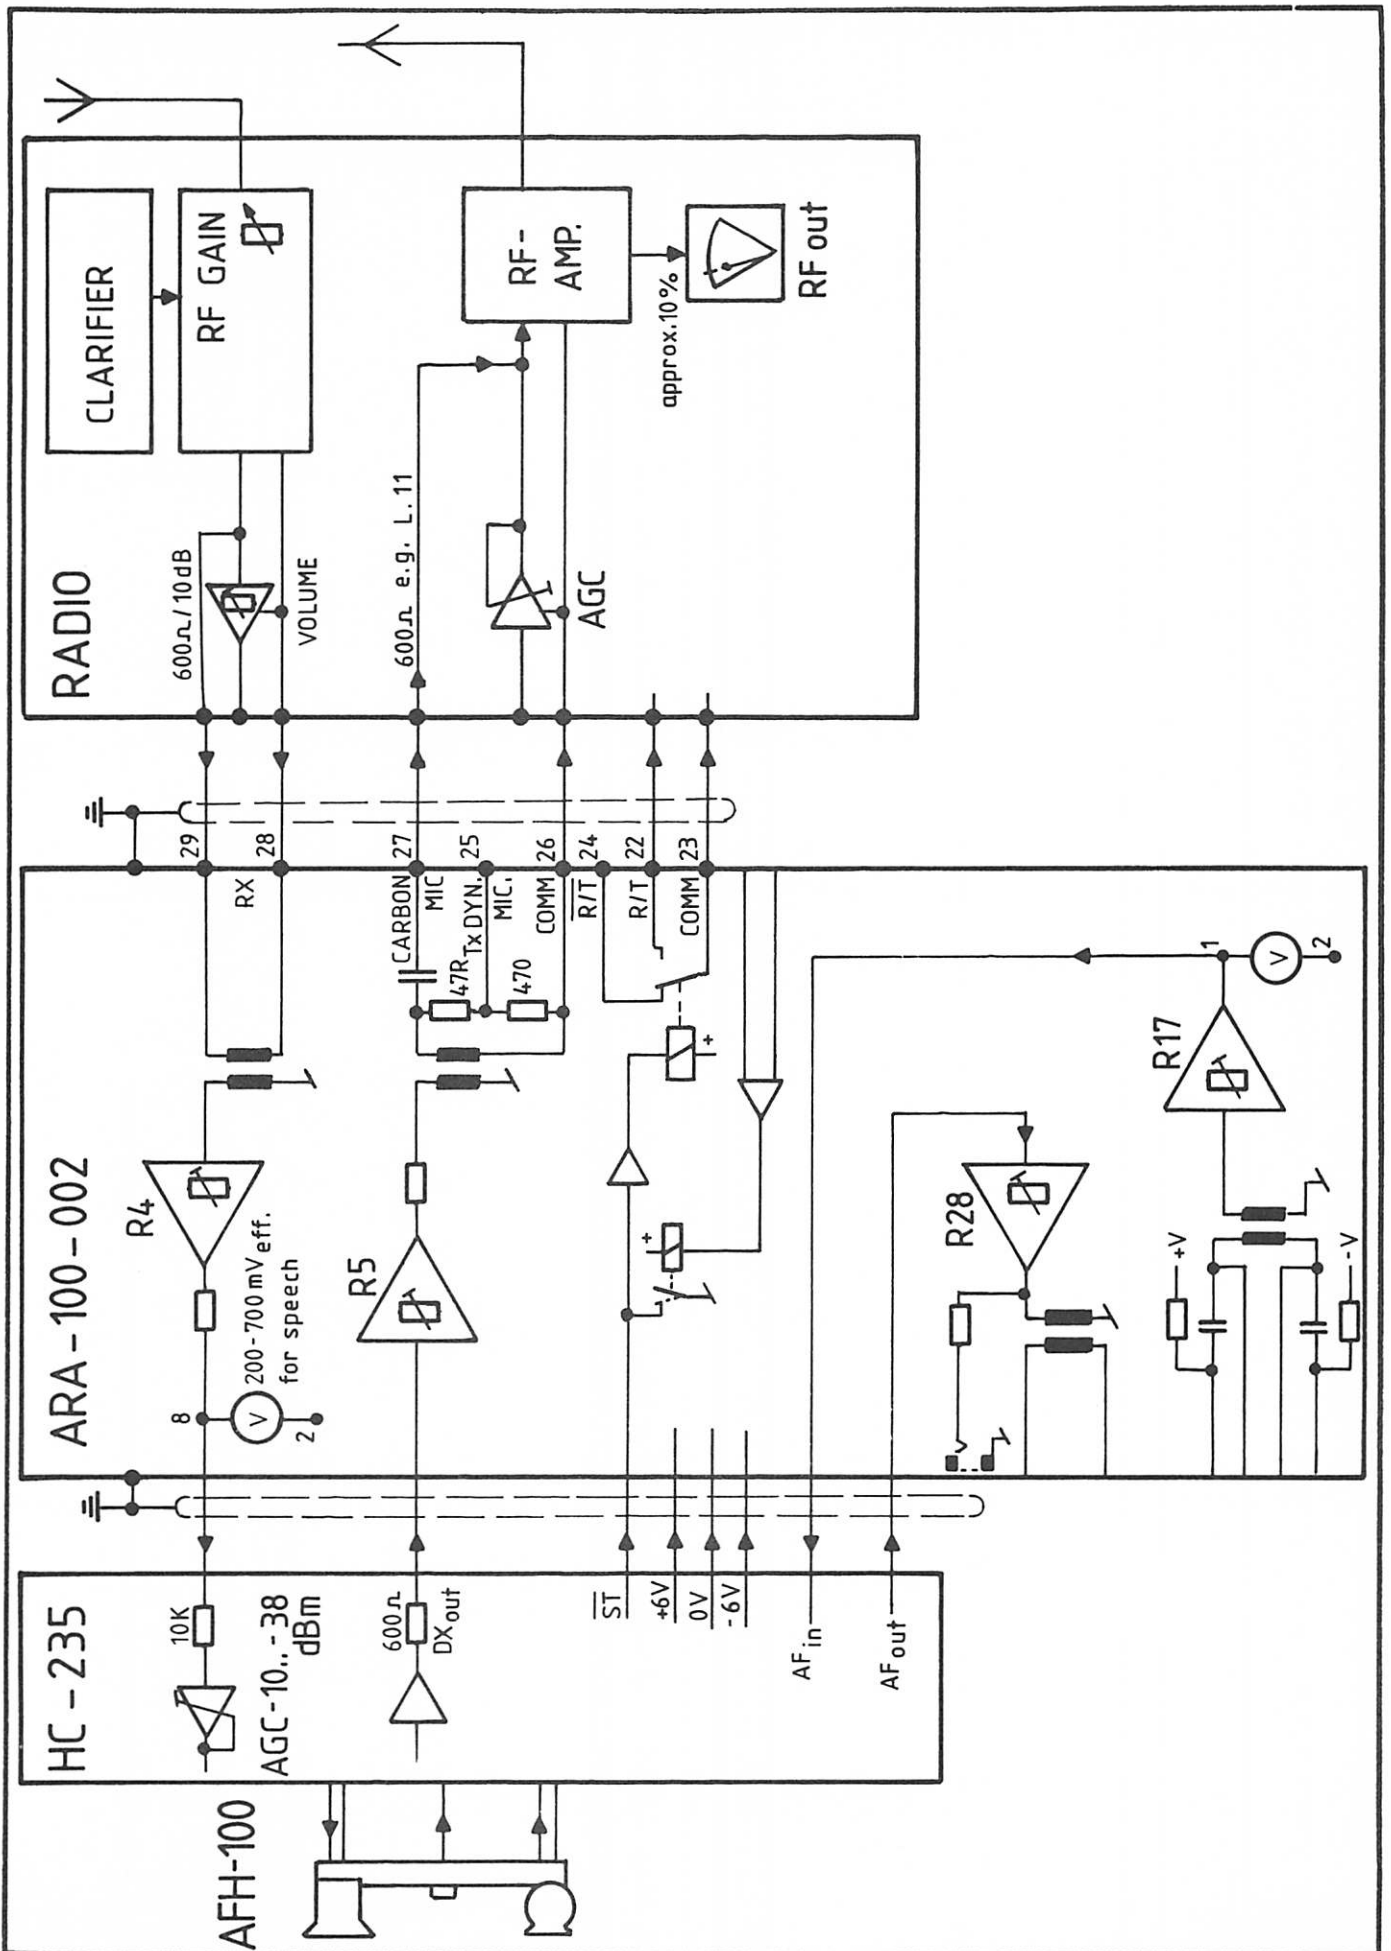 AFH-100
HC-235
10K
AGC-10..-38
dBm
600Ω
DXout
ST
+6V
0V
-6V
AFin
AFout
ARA-100-002
R4
8
V
2
200-700mVeff.
for speech
R5
+
+
R28
R17
+V
-V
1
V
2
RX
29
28
CARBON
MIC
27
47R
Tx DYN.
MIC.
25
470
COMM
26
R/T
24
R/T
22
COMM
23
RADIO
CLARIFIER
RF GAIN
600Ω/10dB
VOLUME
600Ω e.g. L.11
AGC
RF-
AMP.
approx.10%
RF out